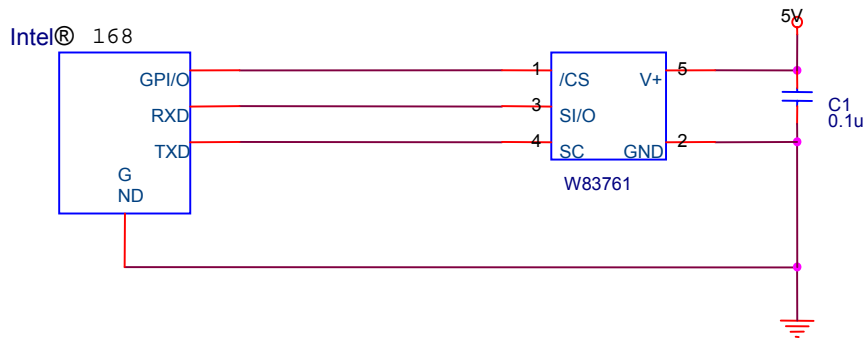 5V
Intel® 168
GPI/O 1 /CS V+ 5
RXD 3 SI/O
C1
0.1u
TXD 4 SC GND 2
G
ND
W83761